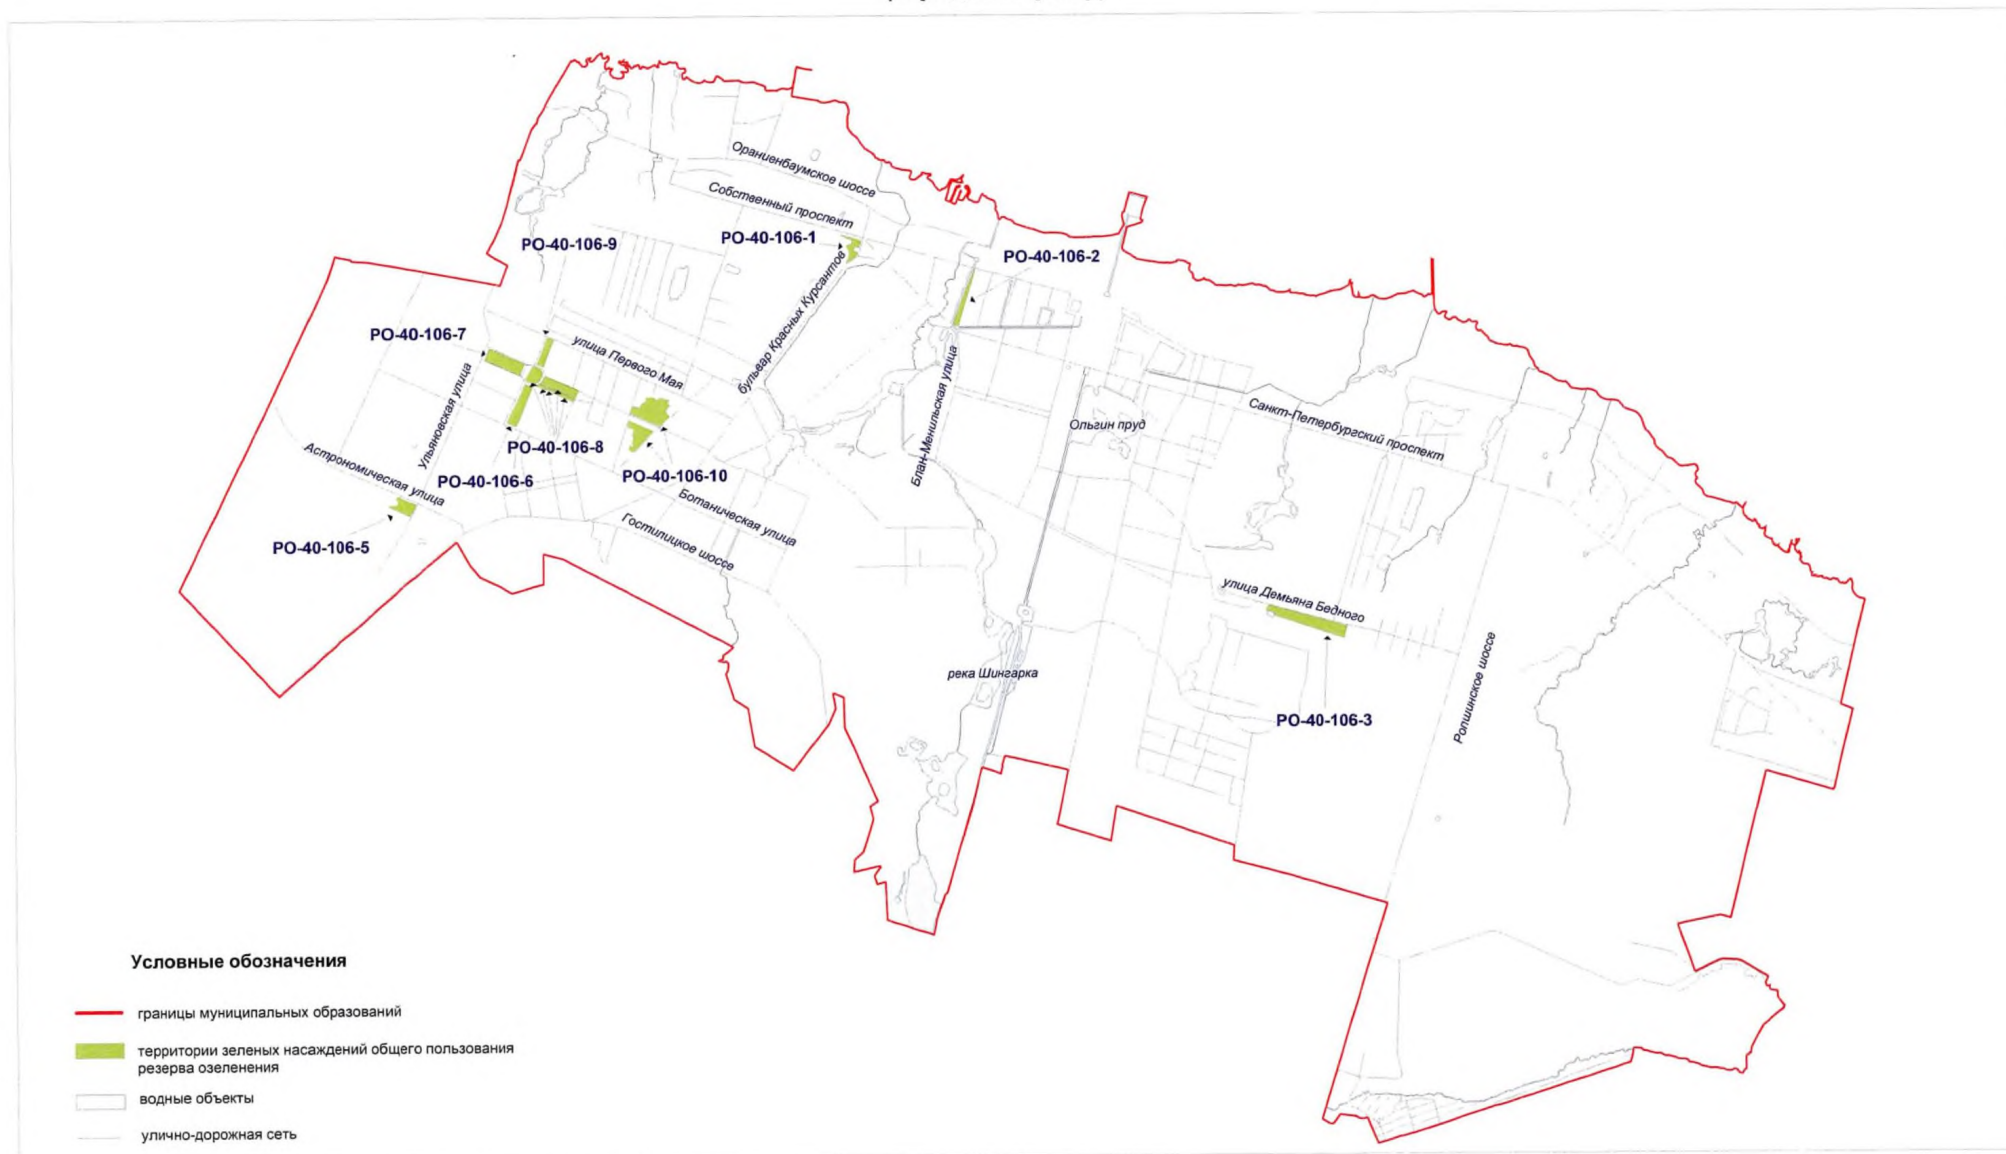 Ораниенбаумское шоссе
Собственный проспект
РО-40-106-9
РО-40-106-1
РО-40-106-2
бульвар Красных Курсантов
РО-40-106-7
улица Первого Мая
Ульяновская улица
Блан-Менильская улица
Ольгин пруд
Санкт-Петербургский проспект
РО-40-106-8
Астрономическая улица
РО-40-106-6
РО-40-106-10
Ботаническая улица
Гостилицкое шоссе
РО-40-106-5
улица Демьяна Бедного
река Шингарка
Ропшинское шоссе
РО-40-106-3
Условные обозначения
границы муниципальных образований
территории зеленых насаждений общего пользования
резерва озеленения
водные объекты
улично-дорожная сеть